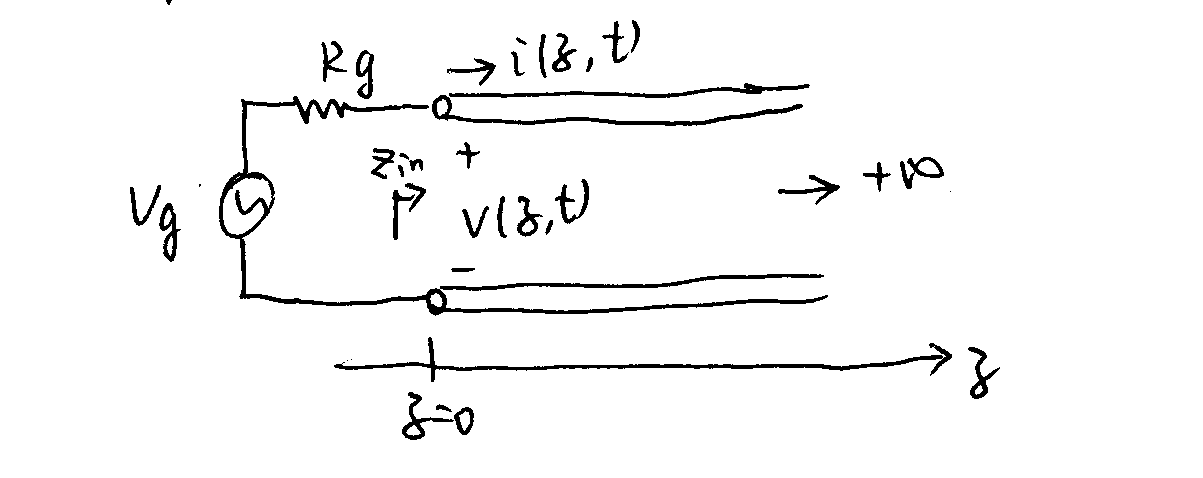 Rg
→ i(z,t)
Zin
+
→ +∞
Vg
V(z,t)
−
z
z=0